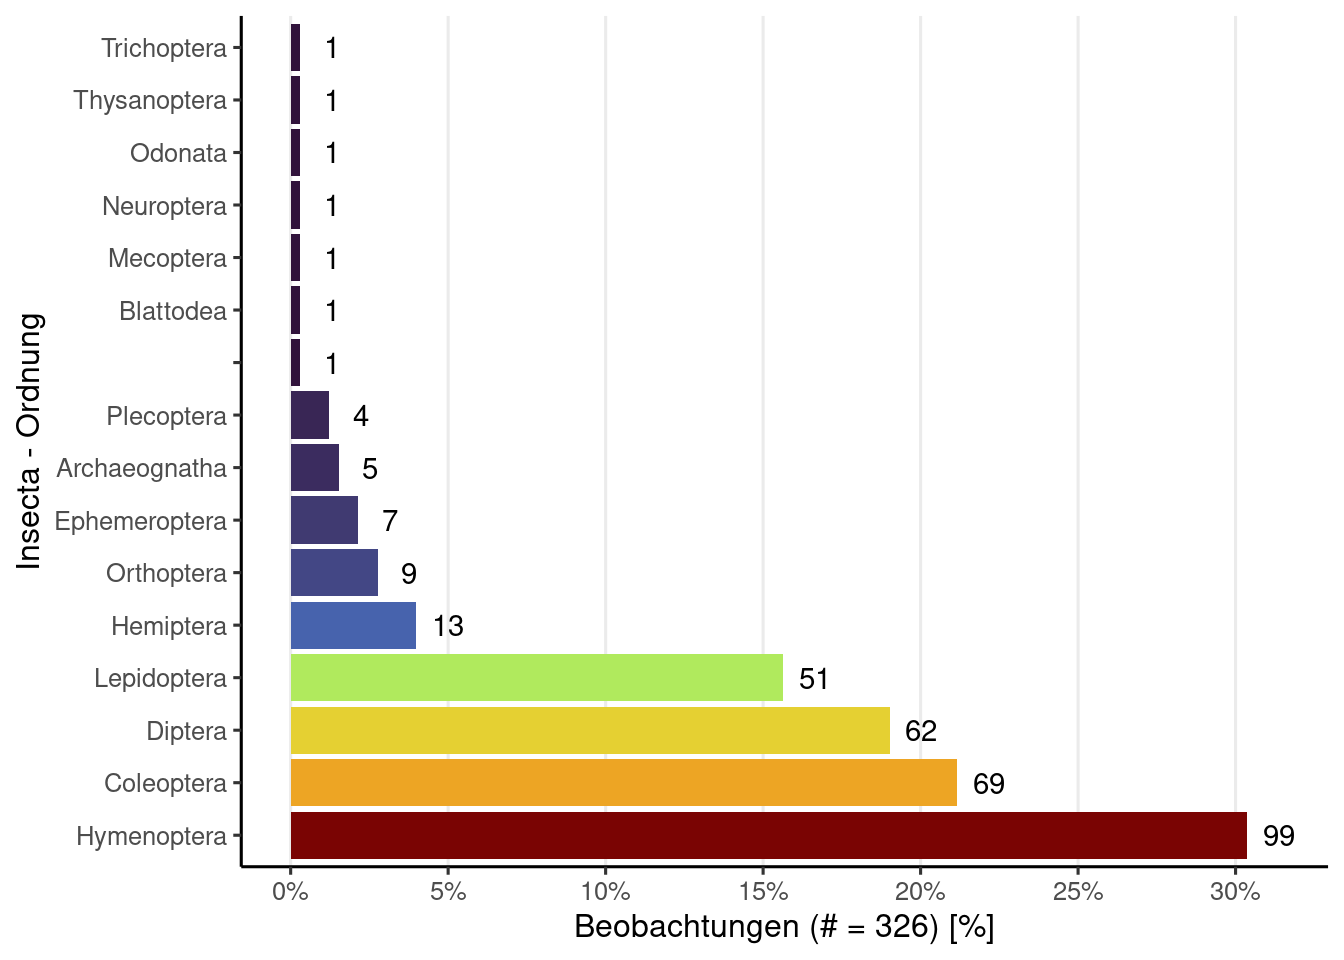 Insecta - Ordnung
Trichoptera 1
Thysanoptera 1
Odonata 1
Neuroptera 1
Mecoptera 1
Blattodea 1
1
Plecoptera 4
Archaeognatha 5
Ephemeroptera 7
Orthoptera 9
Hemiptera 13
Lepidoptera 51
Diptera 62
Coleoptera 69
Hymenoptera 99
0% 5% 10% 15% 20% 25% 30%
Beobachtungen (# = 326) [%]